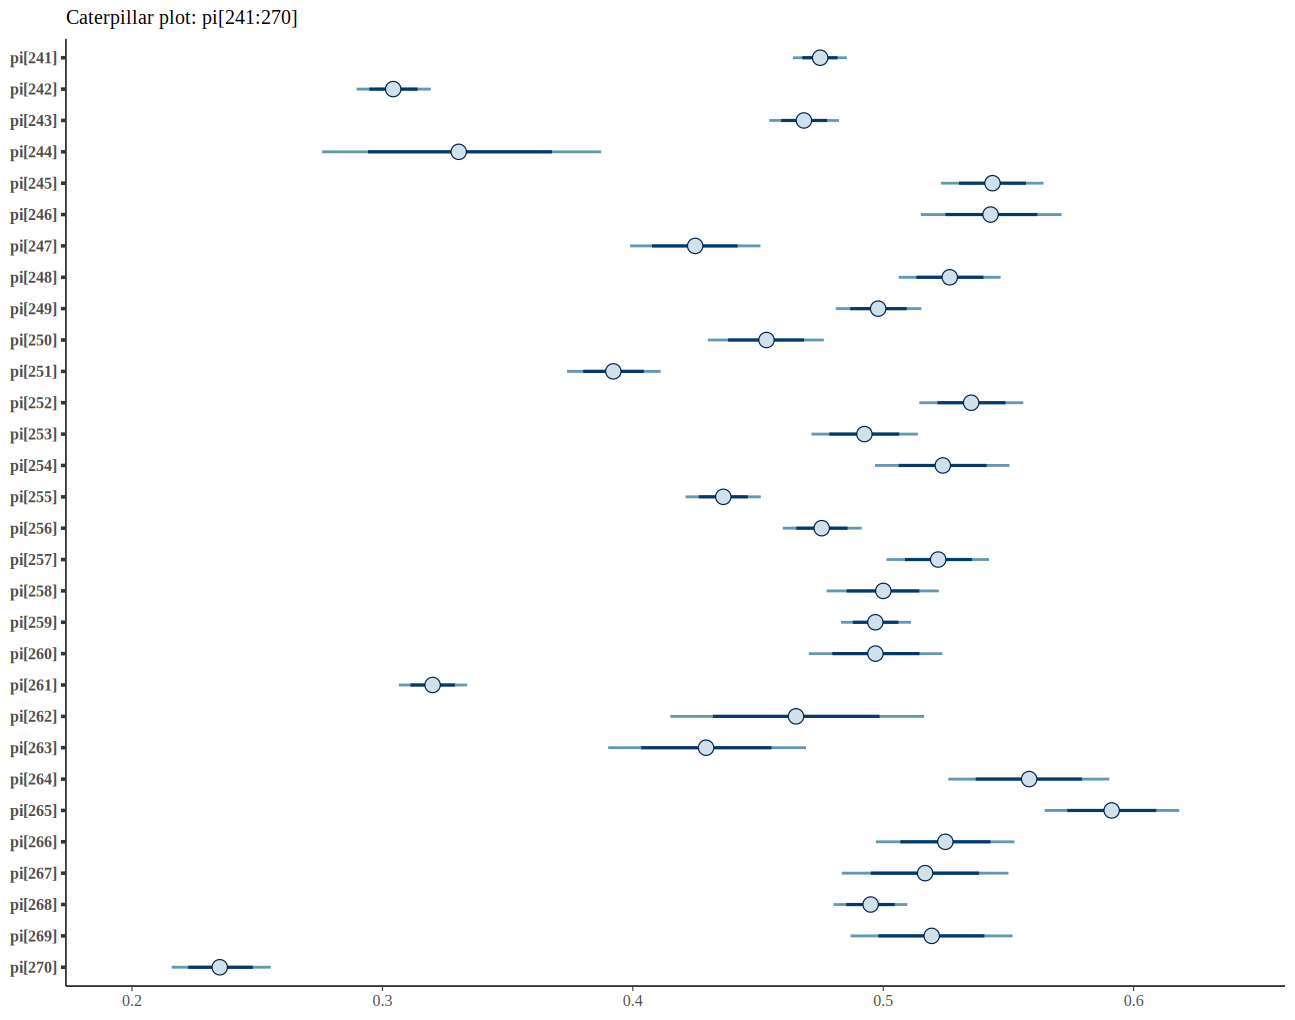 Caterpillar plot: pi[241:270]
pi[241]
pi[242]
pi[243]
pi[244]
pi[245]
pi[246]
pi[247]
pi[248]
pi[249]
pi[250]
pi[251]
pi[252]
pi[253]
pi[254]
pi[255]
pi[256]
pi[257]
pi[258]
pi[259]
pi[260]
pi[261]
pi[262]
pi[263]
pi[264]
pi[265]
pi[266]
pi[267]
pi[268]
pi[269]
pi[270]
0.2 0.3 0.4 0.5 0.6